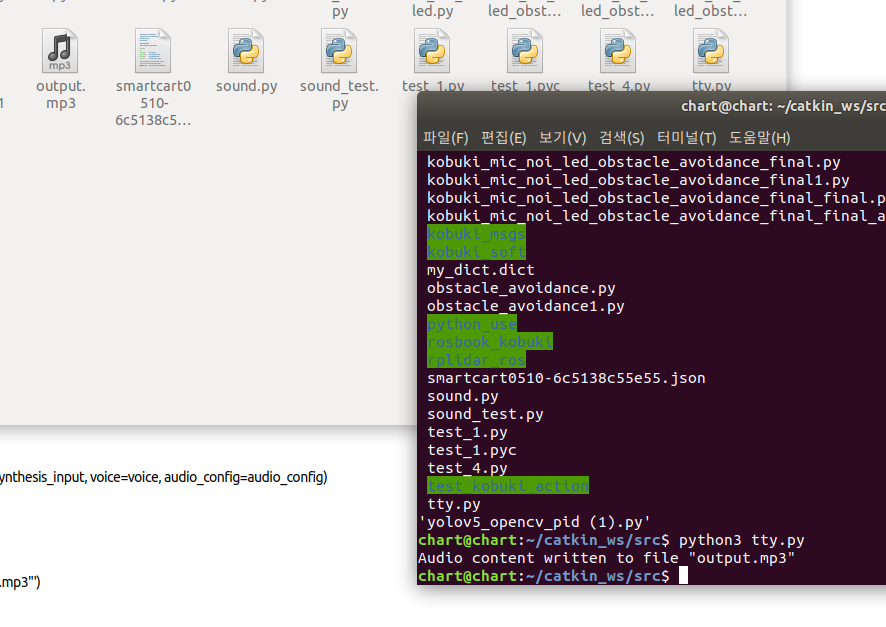 py
led.py
led_obst...
led_obst...
led_obst...
mp3
output.
mp3
smartcart0
510-
6c5138c5...
sound.py
sound_test.
py
test_1.py
test_1.pyc
test_4.py
tty.py
chart@chart: ~/catkin_ws/src
파일(F) 편집(E) 보기(V) 검색(S) 터미널(T) 도움말(H)
kobuki_mic_noi_led_obstacle_avoidance_final.py
kobuki_mic_noi_led_obstacle_avoidance_final1.py
kobuki_mic_noi_led_obstacle_avoidance_final_final.p
kobuki_mic_noi_led_obstacle_avoidance_final_final_a
kobuki_msgs
kobuki_soft
my_dict.dict
obstacle_avoidance.py
obstacle_avoidance1.py
python_use
rosbook_kobuki
rplidar_ros
smartcart0510-6c5138c55e55.json
sound.py
sound_test.py
test_1.py
test_1.pyc
test_4.py
test_kobuki_action
tty.py
'yolov5_opencv_pid (1).py'
chart@chart:~/catkin_ws/src$ python3 tty.py
Audio content written to file "output.mp3"
chart@chart:~/catkin_ws/src$
ynthesis_input, voice=voice, audio_config=audio_config)
.mp3"')